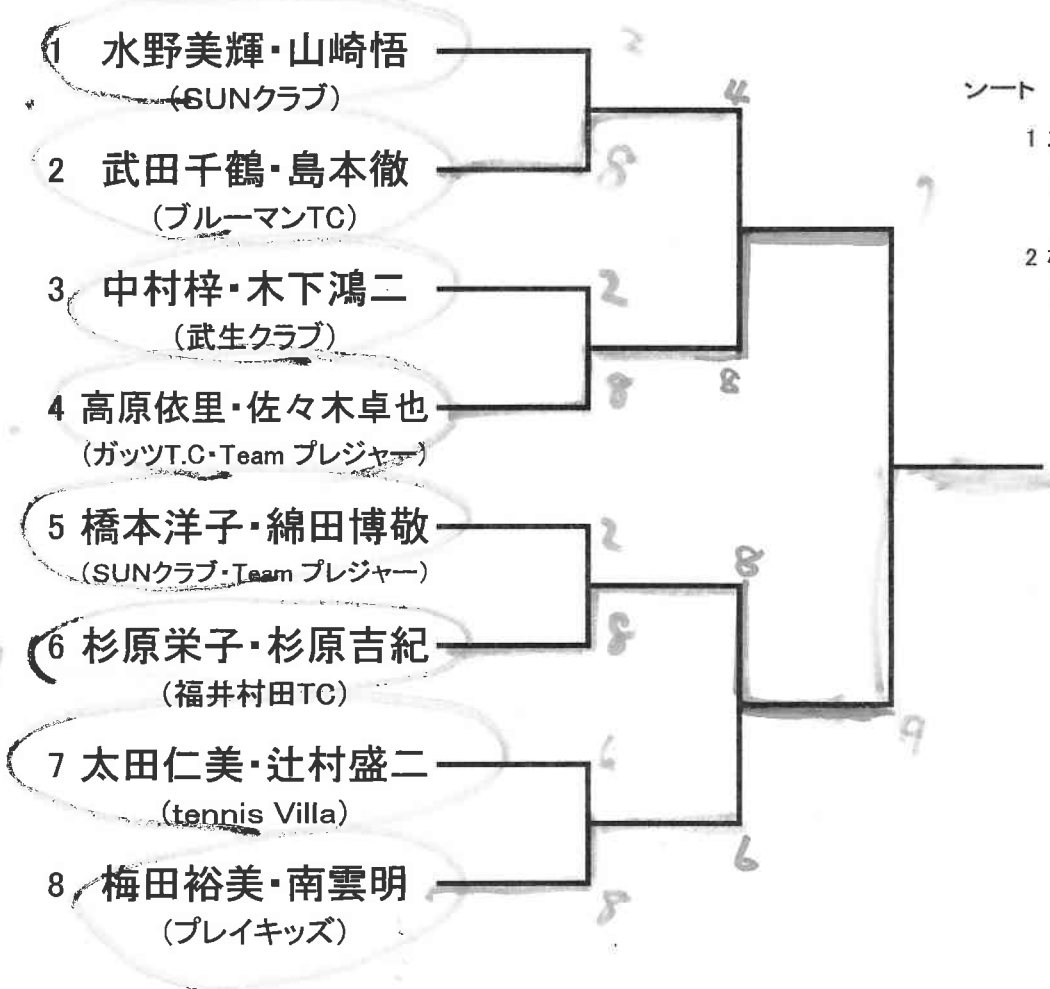 1 水野美輝・山崎悟
(SUNクラブ)
2 武田千鶴・島本徹
(ブルーマンTC)
3 中村梓・木下鴻二
(武生クラブ)
4 高原依里・佐々木卓也
(ガッツT.C・Team プレジャー)
5 橋本洋子・綿田博敬
(SUNクラブ・Team プレジャー)
6 杉原栄子・杉原吉紀
(福井村田TC)
7 太田仁美・辻村盛二
(tennis Villa)
8 梅田裕美・南雲明
(プレイキッズ)
2
8
2
8
2
8
6
8
4
8
8
6
7
9
ンート
1
2